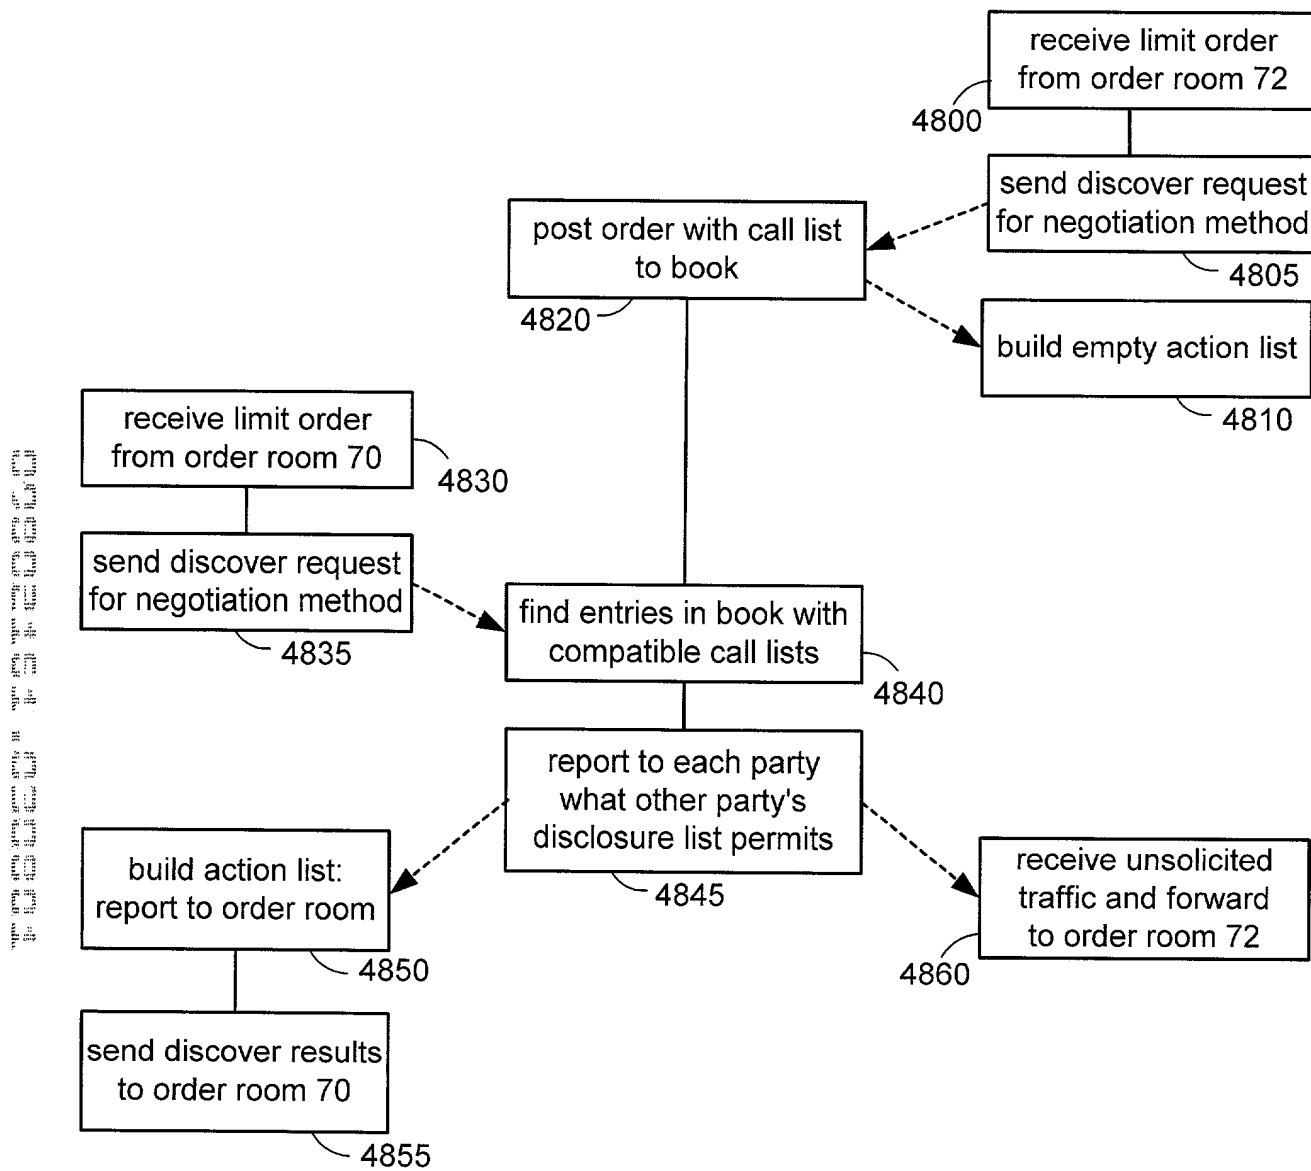 receive limit order
from order room 72
4800
send discover request
for negotiation method
4805
post order with call list
to book
4820
build empty action list
4810
receive limit order
from order room 70
4830
send discover request
for negotiation method
4835
find entries in book with
compatible call lists
4840
report to each party
what other party's
disclosure list permits
4845
build action list:
report to order room
4850
receive unsolicited
traffic and forward
to order room 72
4860
send discover results
to order room 70
4855